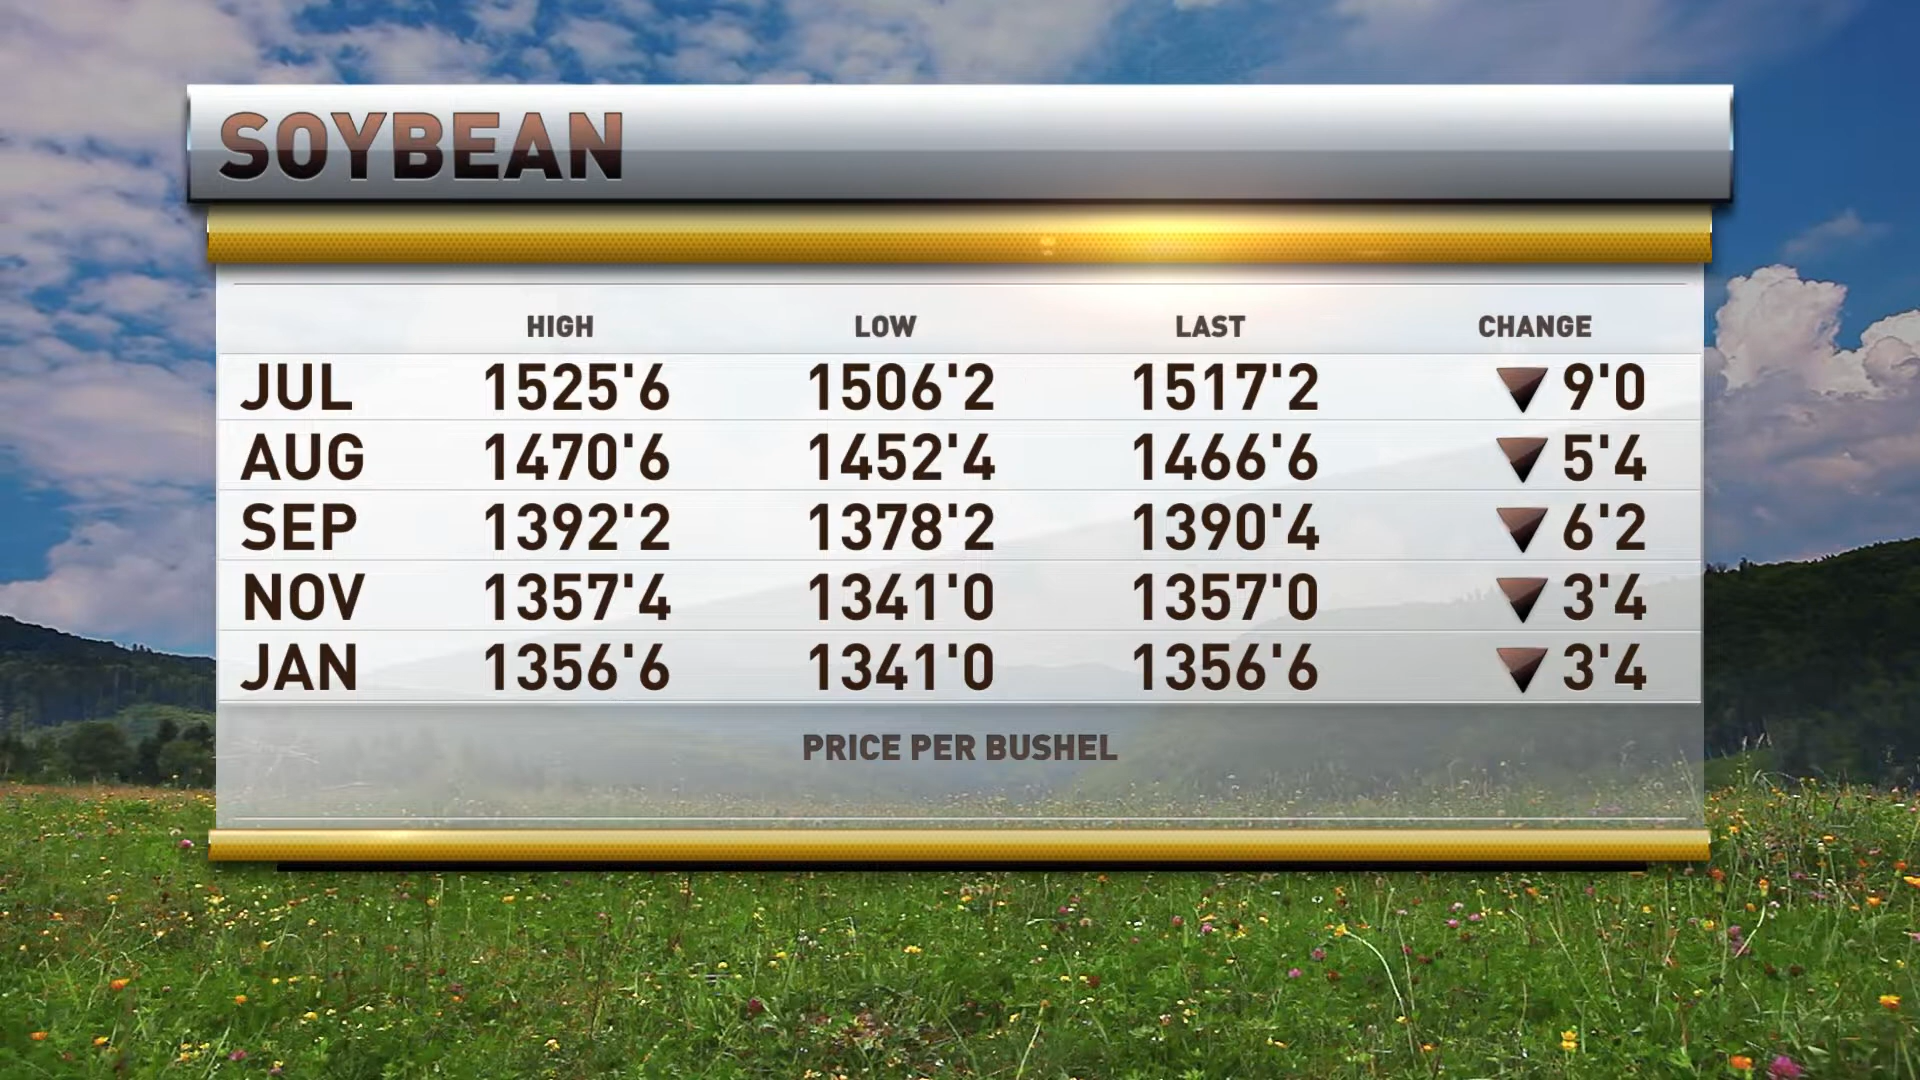 SOYBEAN
HIGH LOW LAST CHANGE
JUL 1525'6 1506'2 1517'2 ▼ 9'0
AUG 1470'6 1452'4 1466'6 ▼ 5'4
SEP 1392'2 1378'2 1390'4 ▼ 6'2
NOV 1357'4 1341'0 1357'0 ▼ 3'4
JAN 1356'6 1341'0 1356'6 ▼ 3'4
PRICE PER BUSHEL